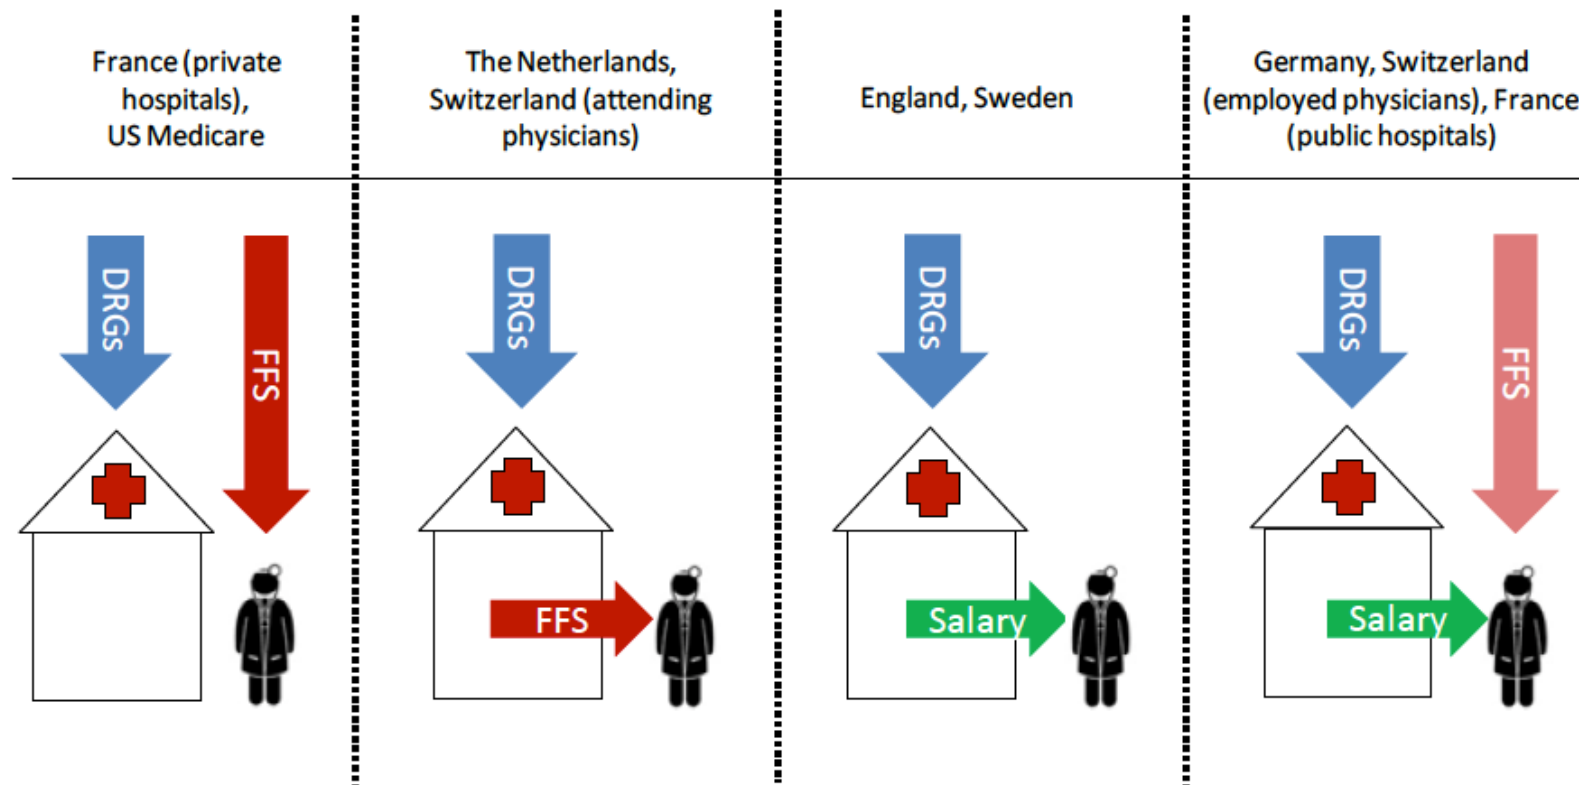 France (private
hospitals),
US Medicare
The Netherlands,
Switzerland (attending
physicians)
England, Sweden
Germany, Switzerland
(employed physicians), France
(public hospitals)
DRGs
FFS
DRGs
FFS
DRGs
Salary
DRGs
FFS
Salary